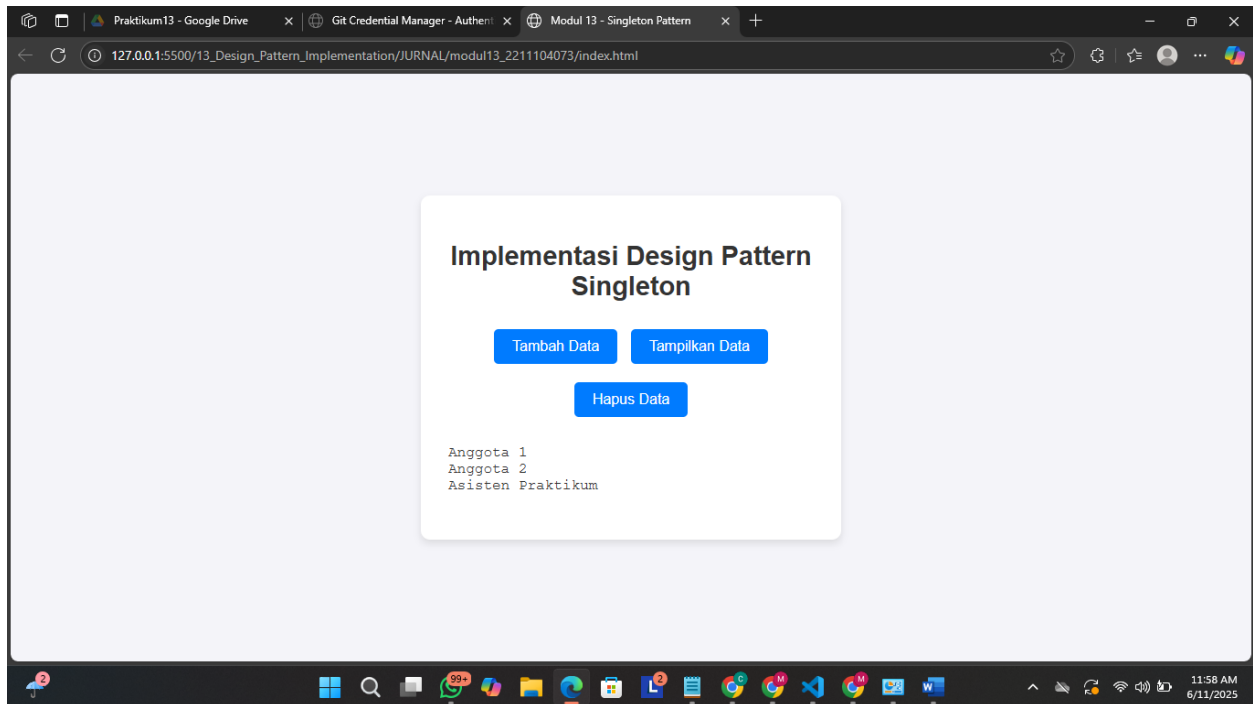 Praktikum13 - Google Drive
Git Credential Manager - Authent
Modul 13 - Singleton Pattern
127.0.0.1:5500/13_Design_Pattern_Implementation/JURNAL/modul13_2211104073/index.html
Implementasi Design Pattern
Singleton
Tambah Data
Tampilkan Data
Hapus Data
Anggota 1
Anggota 2
Asisten Praktikum
2
99+
L
2
C
M
M
W
11:58 AM
6/11/2025